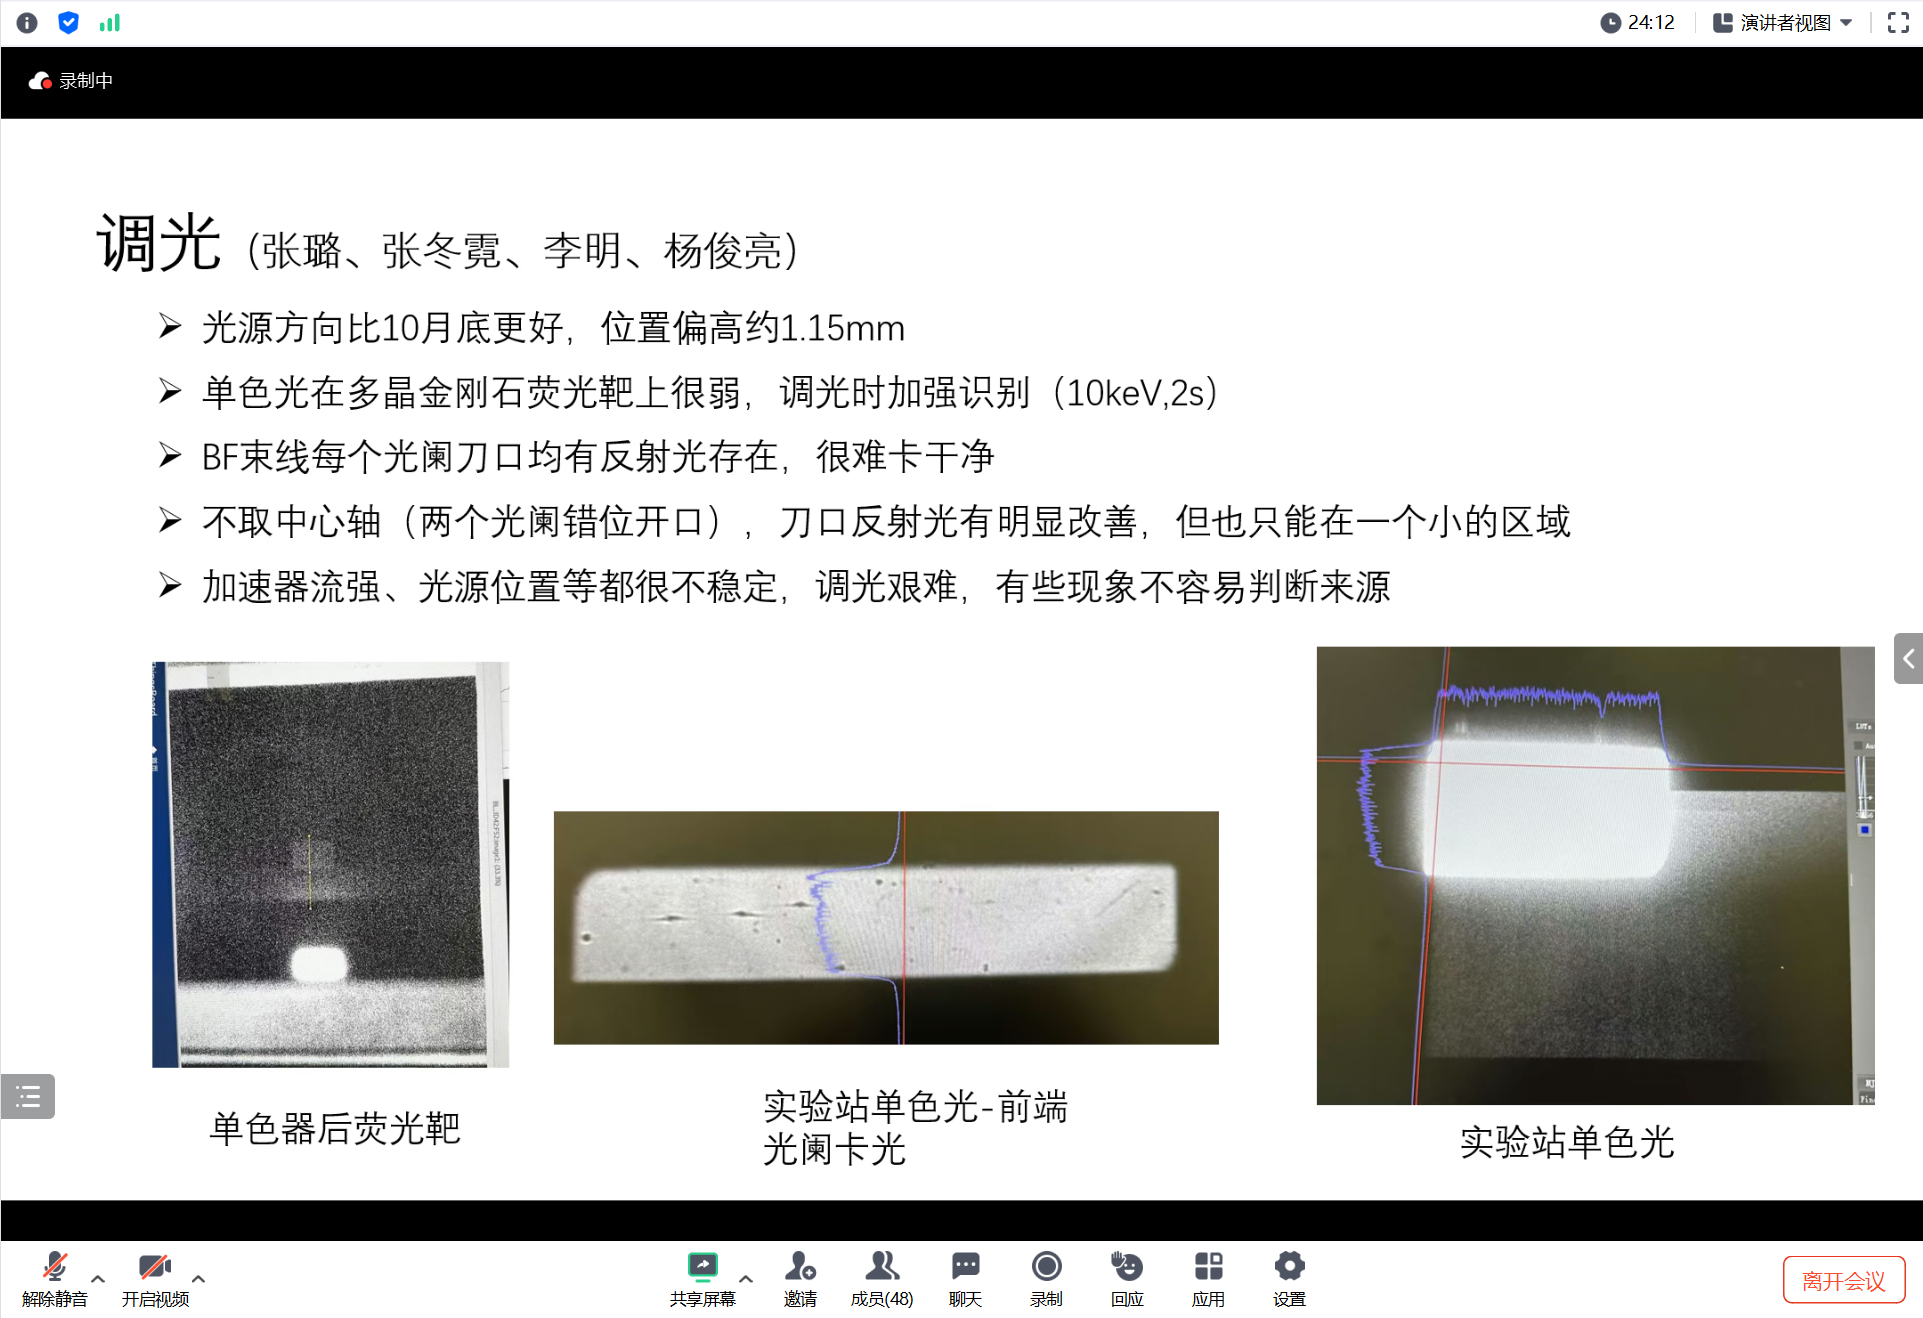 24:12
演讲者视图
录制中
调光（张璐、张冬霓、李明、杨俊亮）
➢ 光源方向比10月底更好，位置偏高约1.15mm
➢ 单色光在多晶金刚石荧光靶上很弱，调光时加强识别（10keV,2s）
➢ BF束线每个光阑刀口均有反射光存在，很难卡干净
➢ 不取中心轴（两个光阑错位开口），刀口反射光有明显改善，但也只能在一个小的区域
➢ 加速器流强、光源位置等都很不稳定，调光艰难，有些现象不容易判断来源
单色器后荧光靶
实验站单色光-前端
光阑卡光
实验站单色光
解除静音
开启视频
共享屏幕
邀请
成员(48)
聊天
录制
回应
应用
设置
离开会议